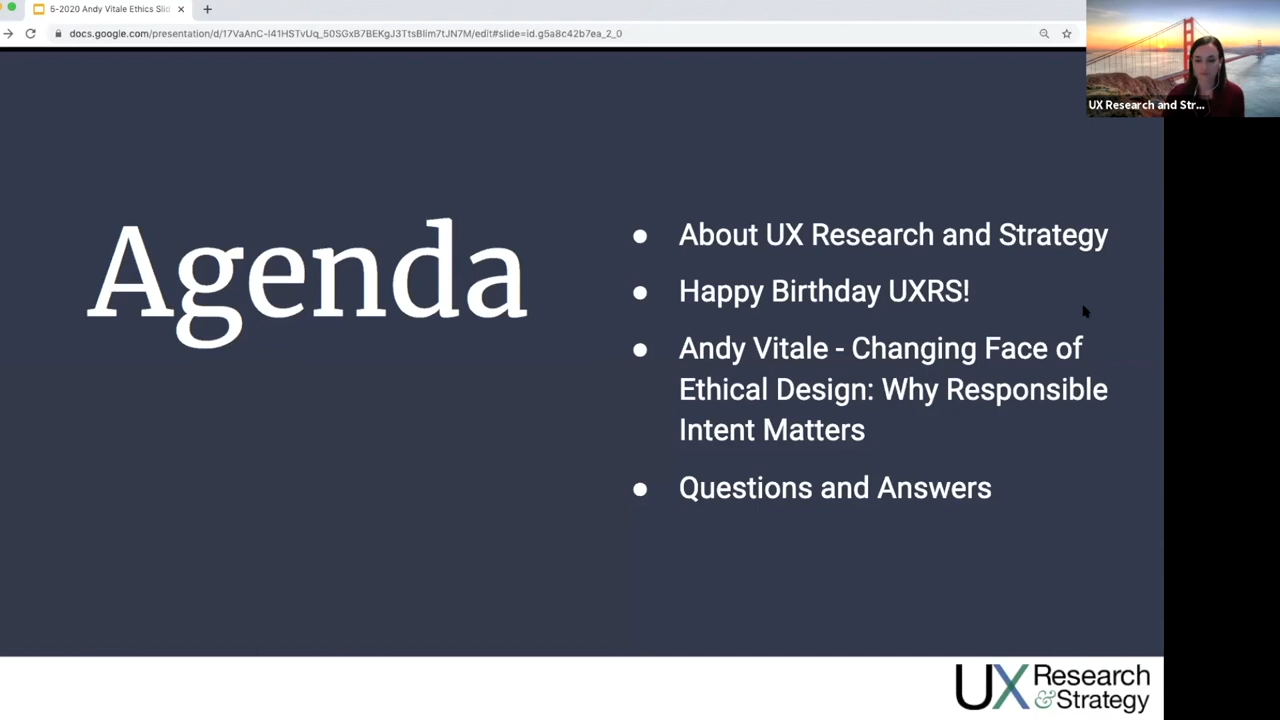 5-2020 Andy Vitale Ethics Slid
docs.google.com/presentation/d/17VaAnC-I41HSTvUq_50SGxB7BEKgJ3TtsBlim7tJN7M/edit#slide=id.g5a8c42b7ea_2_0
UX Research and Str...
Agenda
● About UX Research and Strategy
● Happy Birthday UXRS!
● Andy Vitale - Changing Face of
Ethical Design: Why Responsible
Intent Matters
● Questions and Answers
UX Research
& Strategy